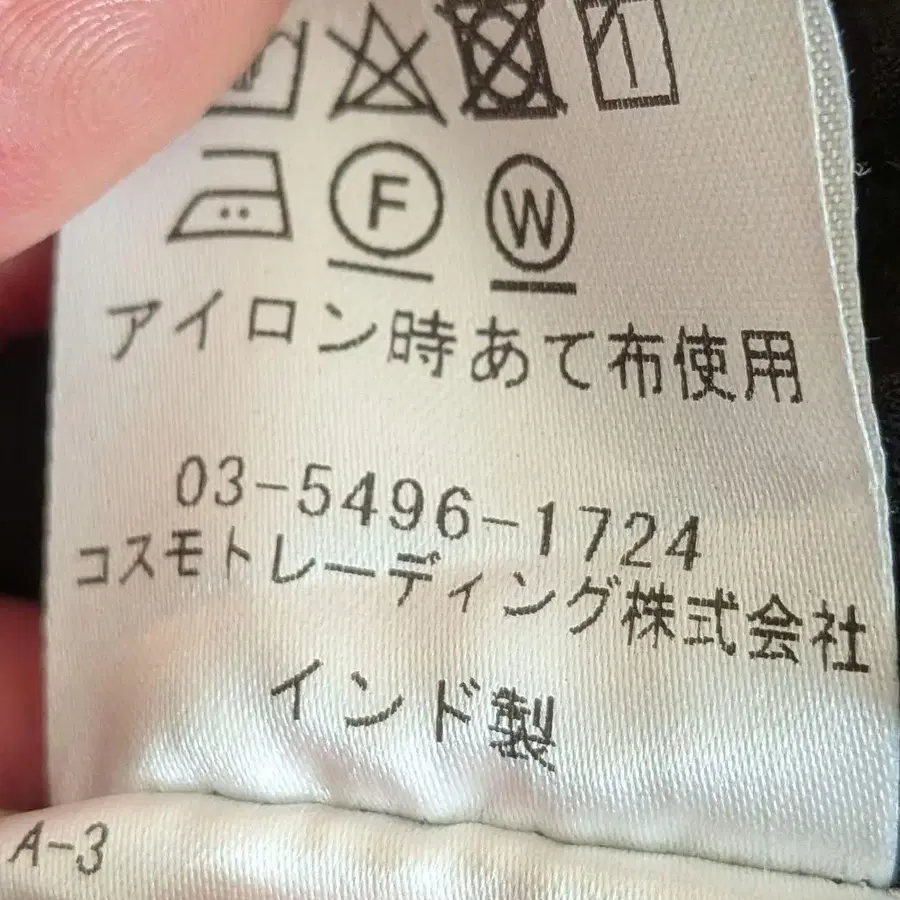 F W
アイロン時あて布使用
03-5496-1724
コスモトレーディング株式会社
インド製
A-3